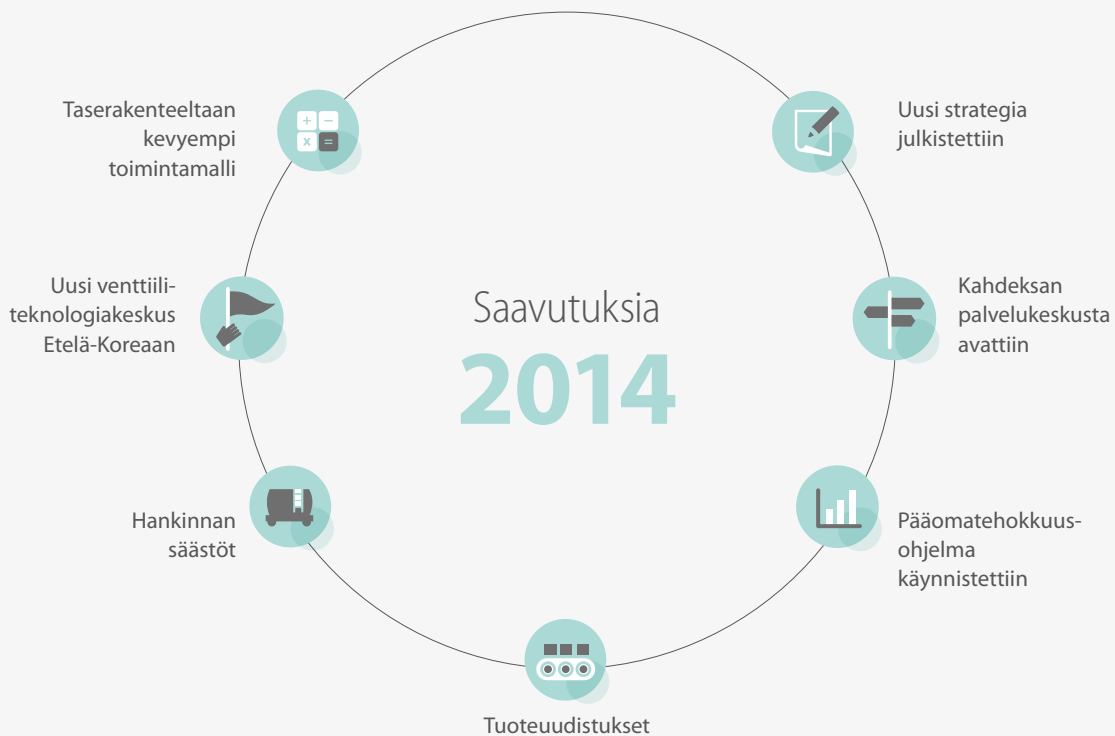 Saavutuksia
2014
Uusi strategia
julkistettiin
Kahdeksan
palvelukeskusta
avattiin
Pääomatehokkuus-
ohjelma
käynnistettiin
Tuoteuudistukset
Hankinnan
säästöt
Uusi venttiili-
teknologiakeskus
Etelä-Koreaan
Taserakenteeltaan
kevyempi
toimintamalli
+ −
x =